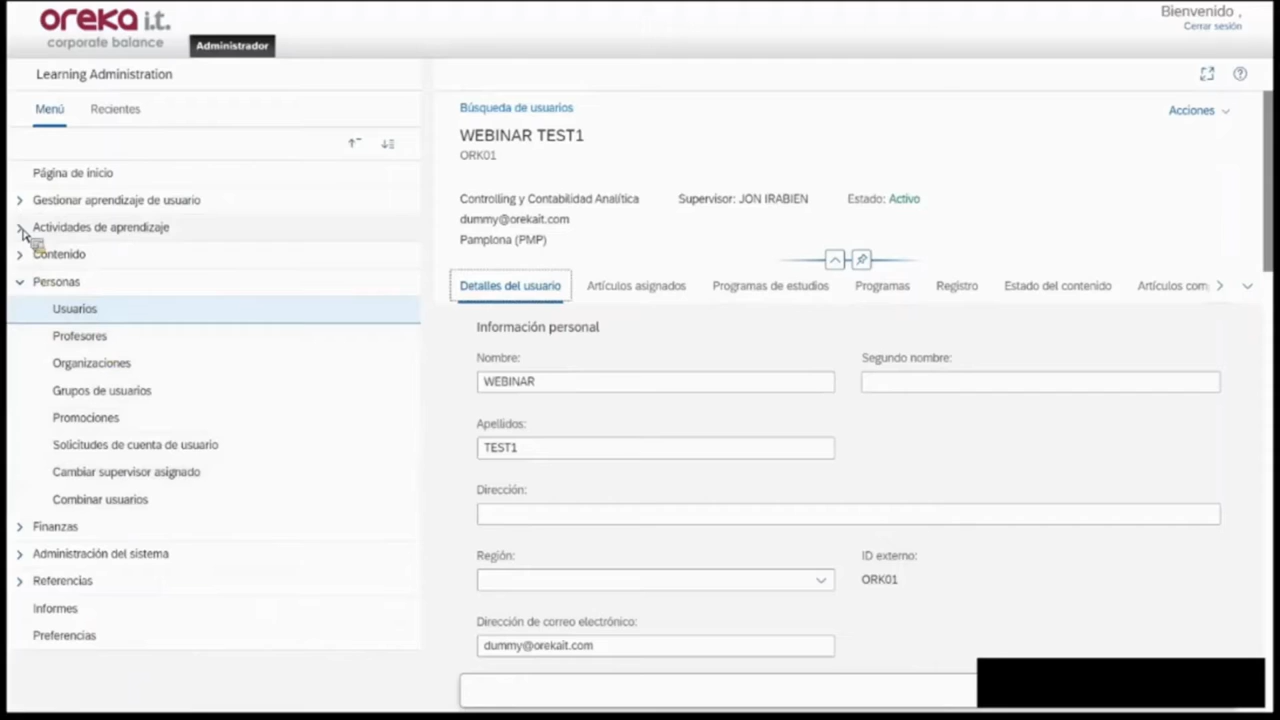 oreka i.t.
corporate balance
Administrador
Bienvenido ,
Cerrar sesión
Learning Administration
Menú
Recientes
Página de inicio
Gestionar aprendizaje de usuario
Actividades de aprendizaje
Contenido
Personas
Usuarios
Profesores
Organizaciones
Grupos de usuarios
Promociones
Solicitudes de cuenta de usuario
Cambiar supervisor asignado
Combinar usuarios
Finanzas
Administración del sistema
Referencias
Informes
Preferencias
Búsqueda de usuarios
Acciones
WEBINAR TEST1
ORK01
Controlling y Contabilidad Analítica
Supervisor: JON IRABIEN
Estado: Activo
dummy@orekait.com
Pamplona (PMP)
Detalles del usuario
Artículos asignados
Programas de estudios
Programas
Registro
Estado del contenido
Artículos com
Información personal
Nombre:
Segundo nombre:
WEBINAR
Apellidos:
TEST1
Dirección:
Región:
ID externo:
ORK01
Dirección de correo electrónico:
dummy@orekait.com